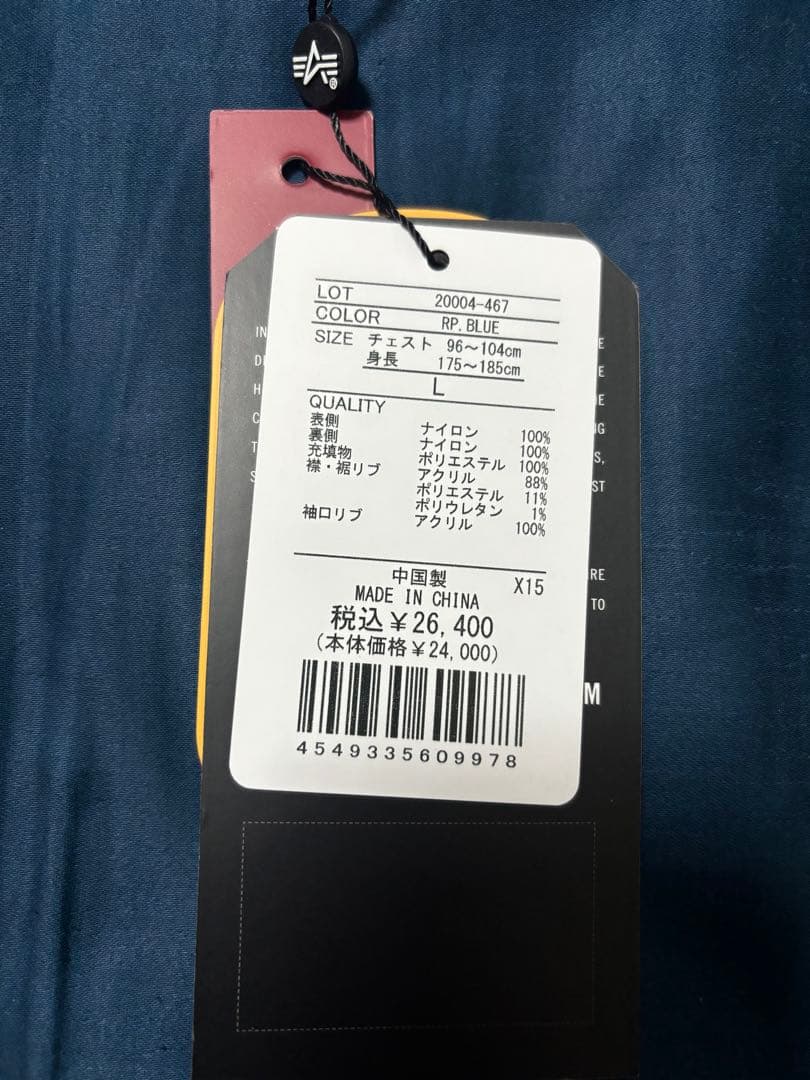 LOT 20004-467
COLOR RP.BLUE
SIZE チェスト 96～104cm
身長 175～185cm
L
QUALITY
表側 ナイロン 100%
裏側 ナイロン 100%
充填物 ポリエステル 100%
襟・裾リブ アクリル 88%
ポリエステル 11%
ポリウレタン 1%
袖口リブ アクリル 100%
中国製 X15
MADE IN CHINA
税込￥26,400
(本体価格￥24,000)
4549335609978